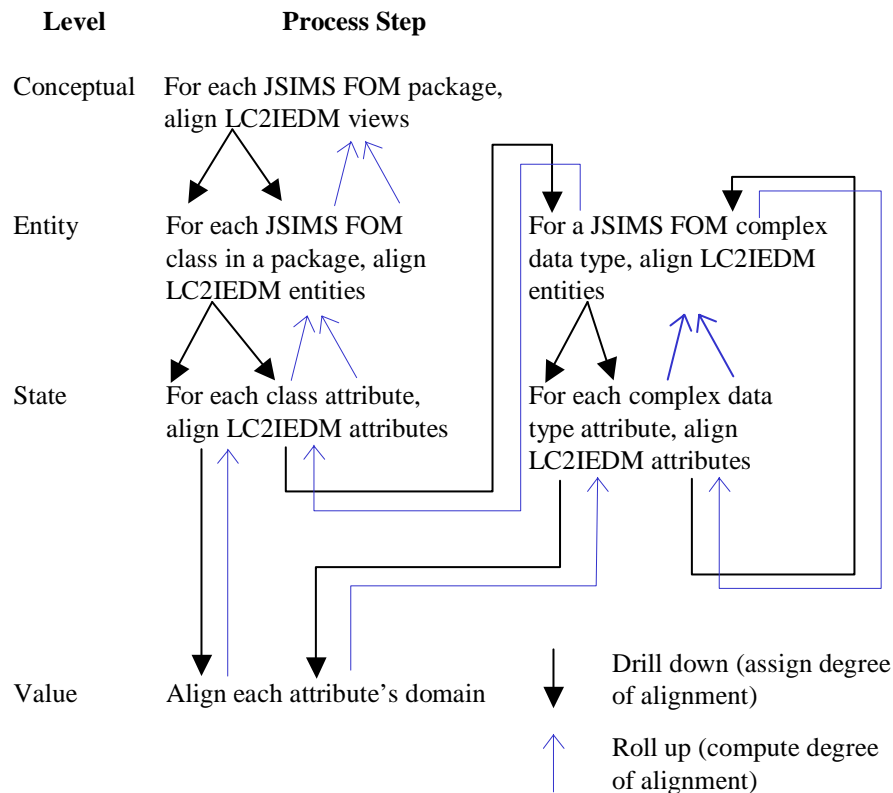 Level Process Step
Conceptual For each JSIMS FOM package,
align LC2IEDM views
Entity For each JSIMS FOM
class in a package, align
LC2IEDM entities
For a JSIMS FOM complex
data type, align LC2IEDM
entities
State For each class attribute,
align LC2IEDM attributes
For each complex data
type attribute, align
LC2IEDM attributes
Value Align each attribute's domain
Drill down (assign degree
of alignment)
Roll up (compute degree
of alignment)